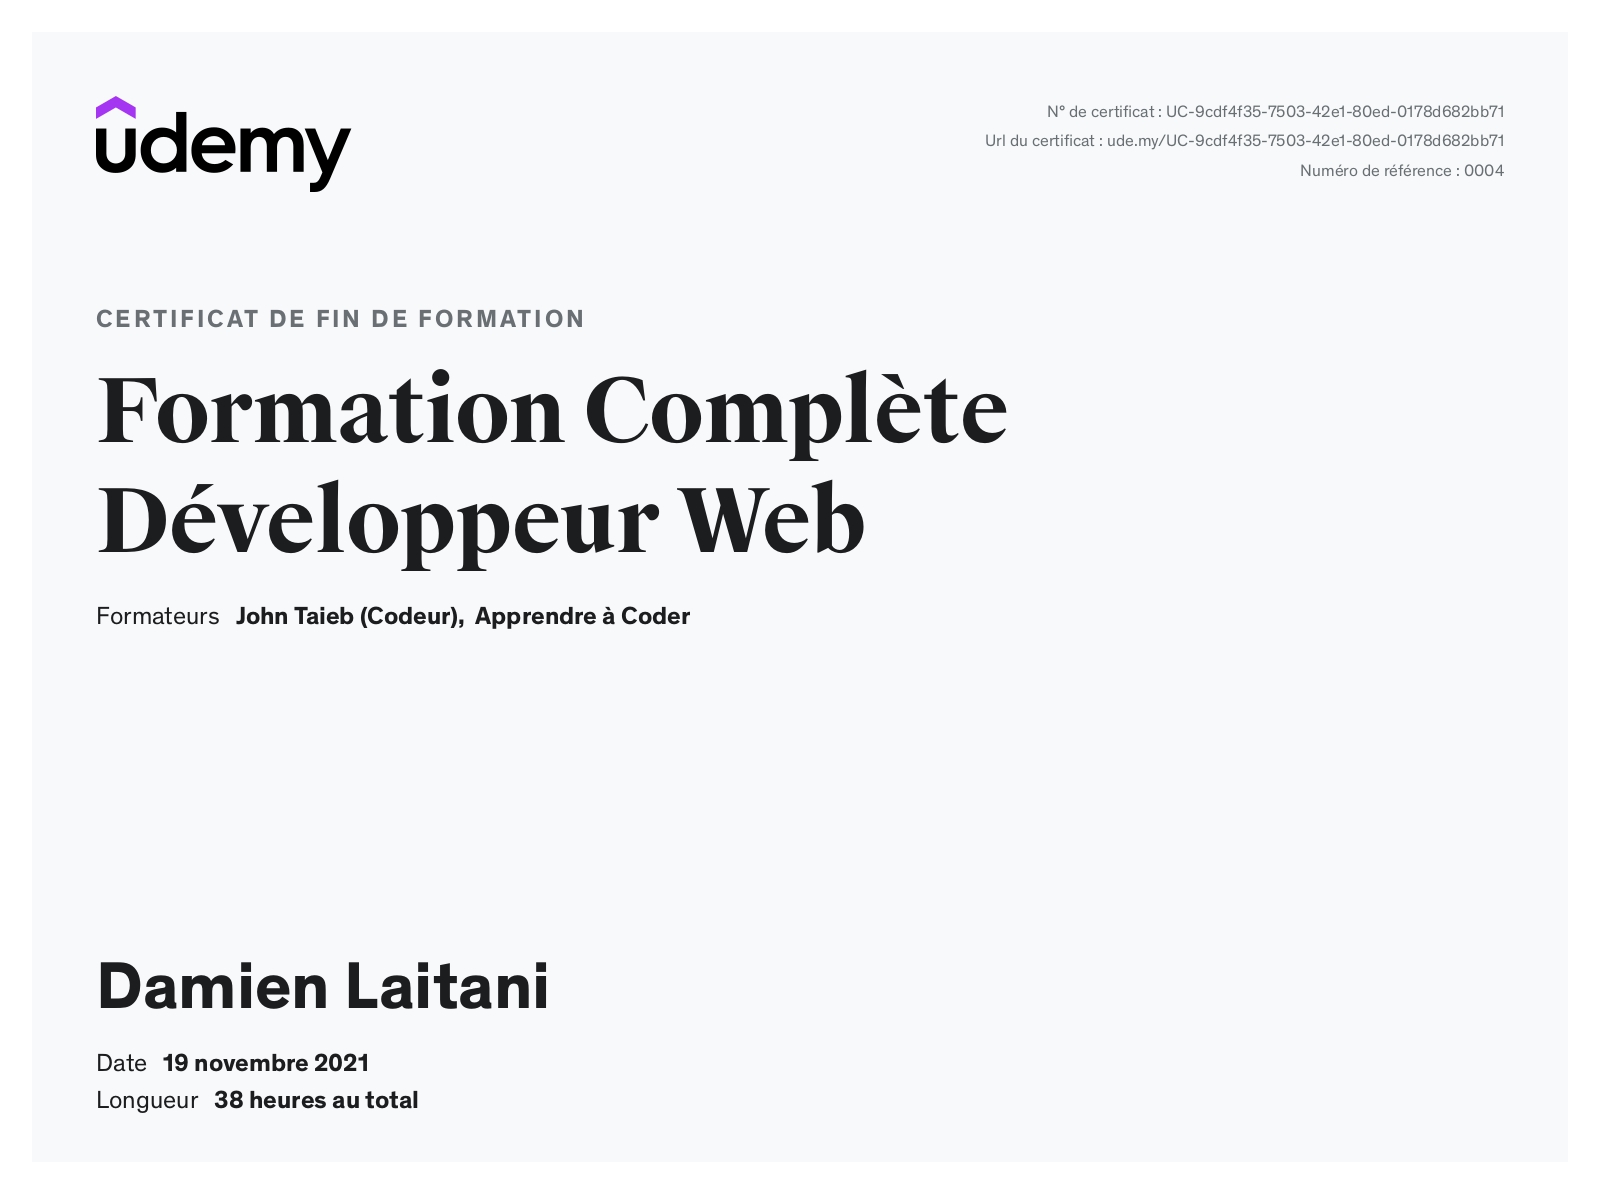 udemy
N° de certificat : UC-9cdf4f35-7503-42e1-80ed-0178d682bb71
Url du certificat : ude.my/UC-9cdf4f35-7503-42e1-80ed-0178d682bb71
Numéro de référence : 0004
CERTIFICAT DE FIN DE FORMATION
Formation Complète
Développeur Web
Formateurs John Taieb (Codeur), Apprendre à Coder
Damien Laitani
Date 19 novembre 2021
Longueur 38 heures au total